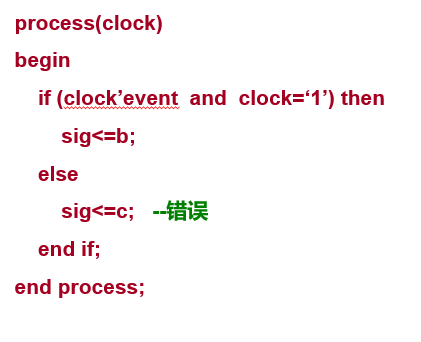 process(clock)
begin
if (clock’event and clock=‘1’) then
sig<=b;
else
sig<=c; --错误
end if;
end process;